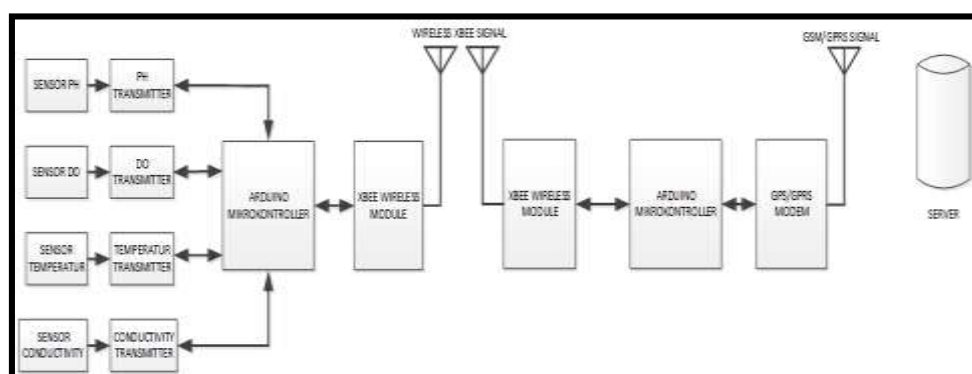 WIRELESS XBEE SIGNAL
GSM/GPRS SIGNAL
SENSOR PH
PH
TRANSMITTER
SENSOR DO
DO
TRANSMITTER
SENSOR
TEMPERATUR
TEMPERATUR
TRANSMITTER
SENSOR
CONDUCTIVITY
CONDUCTIVITY
TRANSMITTER
ARDUINO
MIKROKONTROLLER
XBEE WIRELESS
MODULE
XBEE WIRELESS
MODULE
ARDUINO
MIKROKONTROLLER
GPS/GPRS
MODEM
SERVER